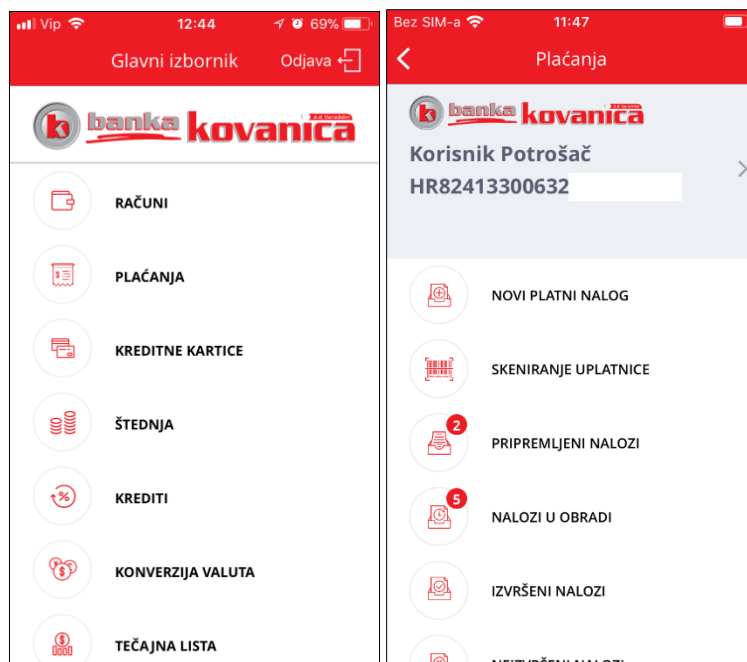 Vip 12:44 69%
Glavni izbornik Odjava
banka kovanica
RAČUNI
PLAĆANJA
KREDITNE KARTICE
ŠTEDNJA
KREDITI
KONVERZIJA VALUTA
TEČAJNA LISTA
Bez SIM-a 11:47
Plaćanja
banka kovanica
Korisnik Potrošač
HR82413300632
NOVI PLATNI NALOG
SKENIRANJE UPLATNICE
2
PRIPREMLJENI NALOZI
5
NALOZI U OBRADI
IZVRŠENI NALOZI
NEIZVRŠENI NALOZI